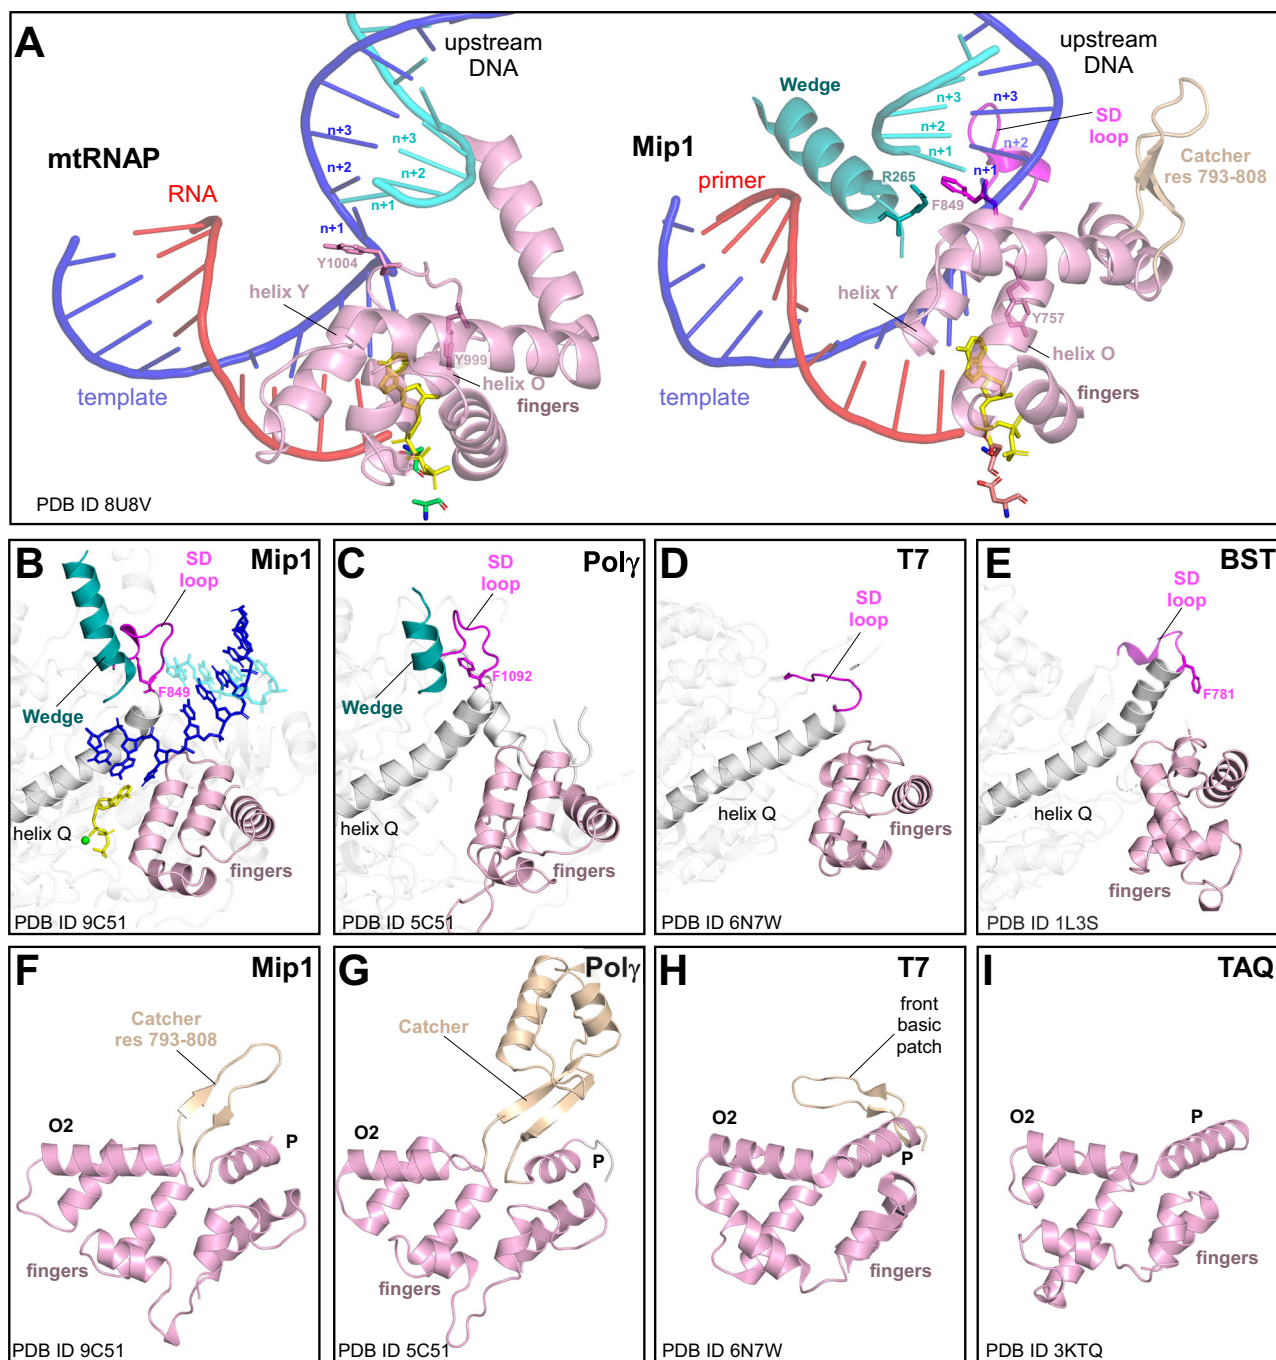 A
upstream
DNA
n+3
n+3
n+2
n+2
n+1
n+1
mtRNAP
RNA
Y1004
helix Y
Y999
helix O
fingers
template
PDB ID 8U8V
upstream
DNA
Wedge
n+3
n+3
SD
loop
n+2
n+2
n+1
n+1
Mip1
Catcher
res 793-808
primer
R265
F849
helix Y
Y757
helix O
fingers
template
B
Mip1
SD
loop
F849
Wedge
helix Q
fingers
PDB ID 9C51
C
Polγ
SD
loop
F1092
Wedge
helix Q
fingers
PDB ID 5C51
D
T7
SD
loop
helix Q
fingers
PDB ID 6N7W
E
BST
SD
loop
F781
helix Q
fingers
PDB ID 1L3S
F
Mip1
Catcher
res 793-808
O2
P
fingers
PDB ID 9C51
G
Polγ
Catcher
O2
P
fingers
PDB ID 5C51
H
T7
front
basic
patch
O2
P
fingers
PDB ID 6N7W
I
TAQ
O2
P
fingers
PDB ID 3KTQ